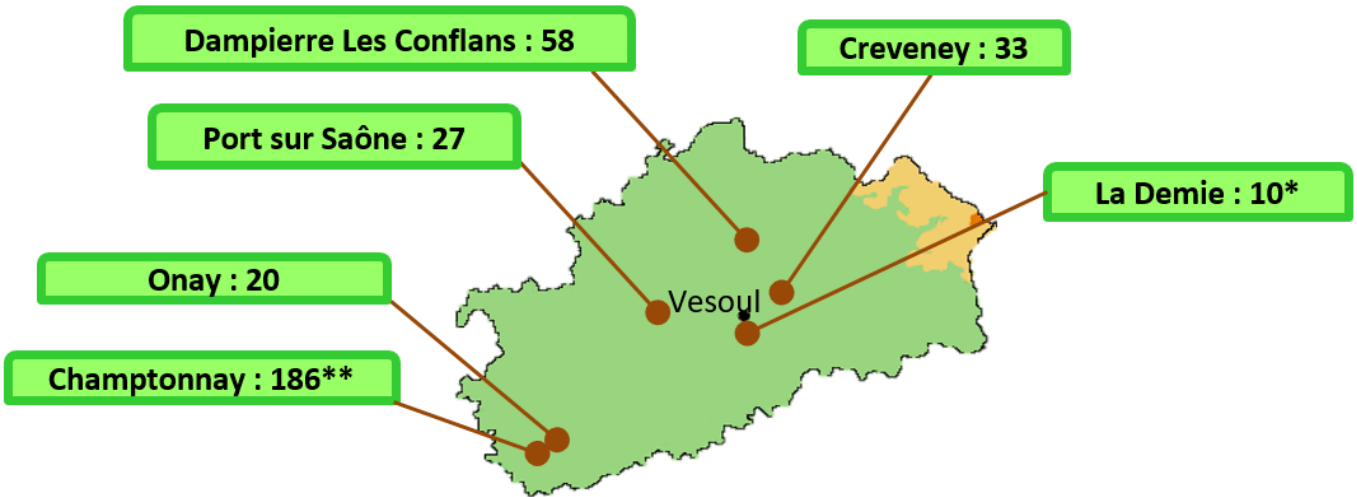 Dampierre Les Conflans : 58
Creveney : 33
Port sur Saône : 27
La Demie : 10*
Onay : 20
Vesoul
Champtonnay : 186**